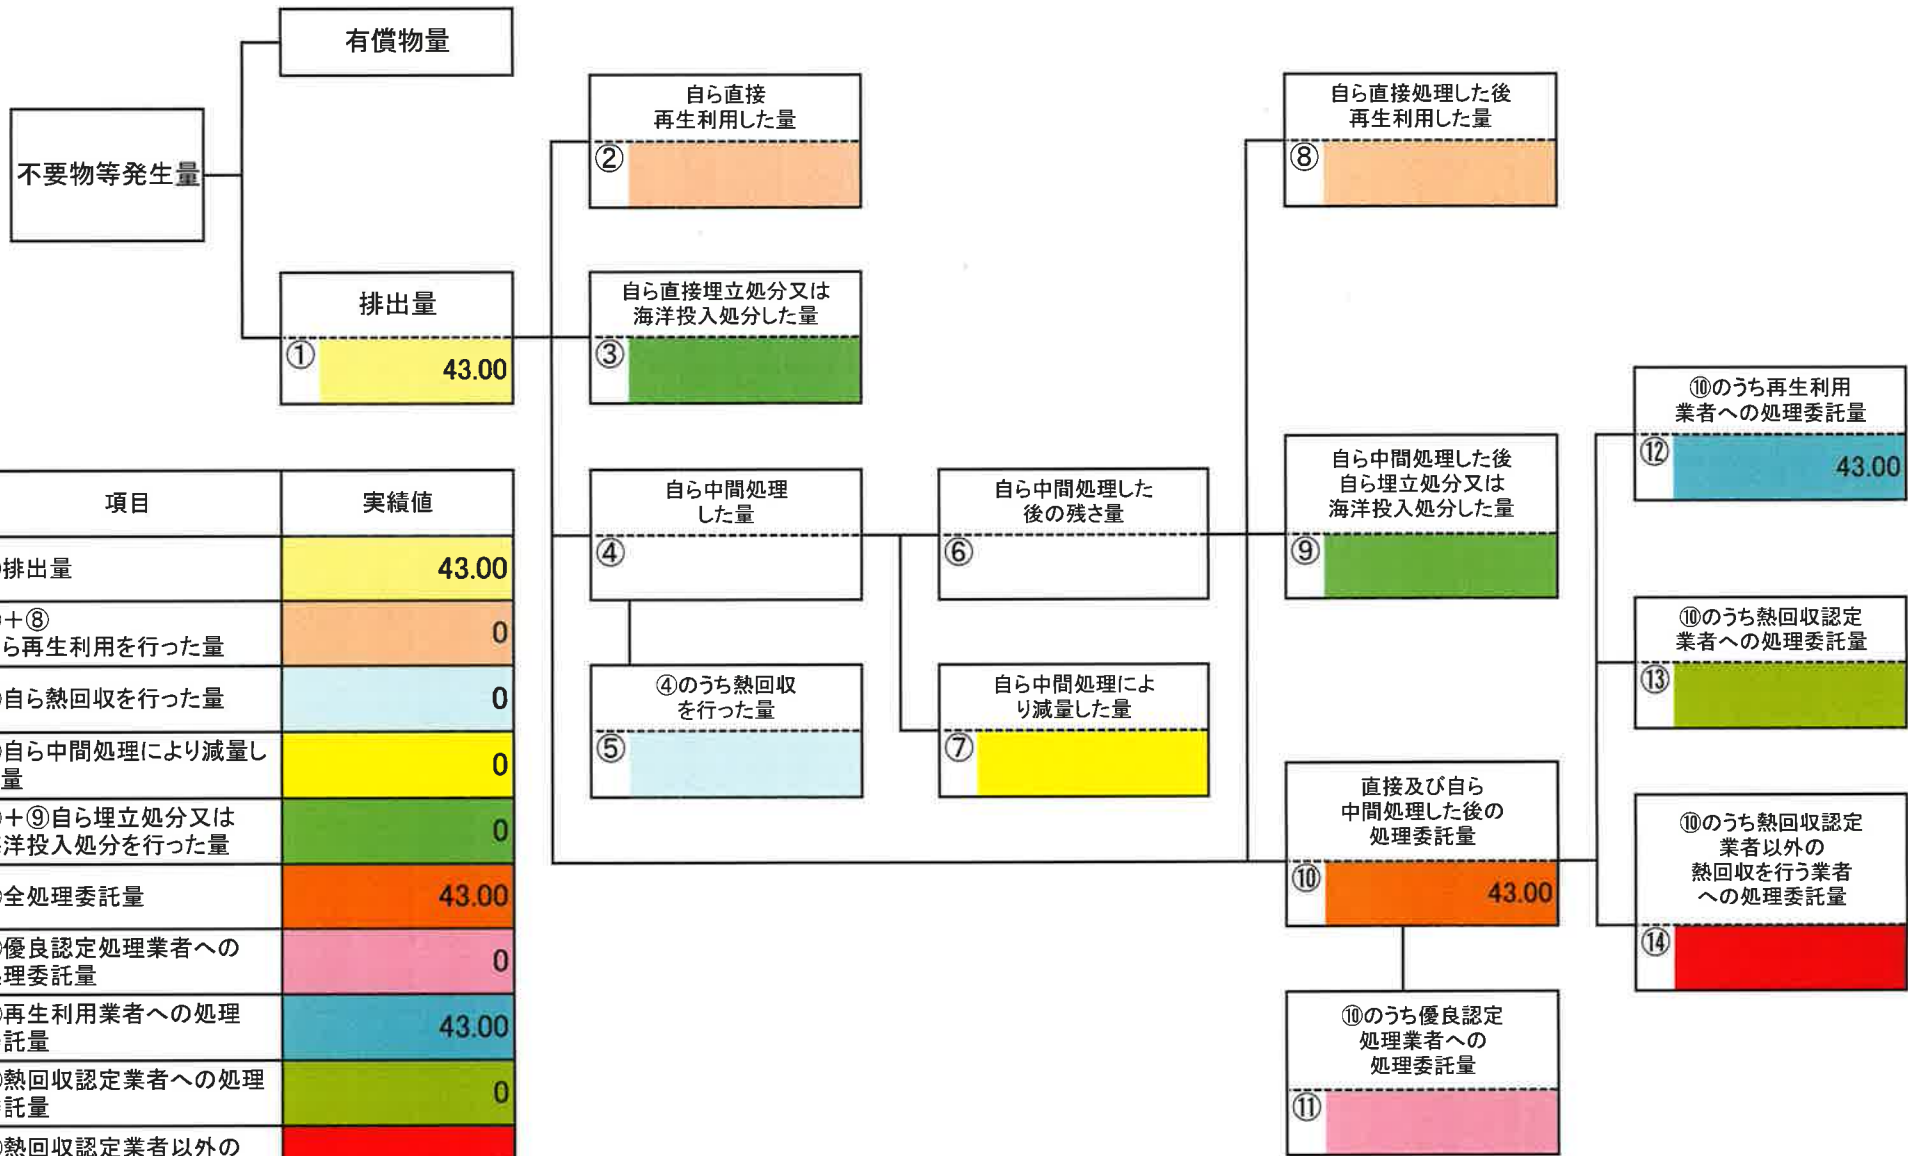 有償物量
不要物等発生量
排出量
①
43.00
自ら直接
再生利用した量
②
自ら直接埋立処分又は
海洋投入処分した量
③
自ら中間処理
した量
④
④のうち熱回収
を行った量
⑤
自ら中間処理した
後の残さ量
⑥
自ら中間処理によ
り減量した量
⑦
自ら直接処理した後
再生利用した量
⑧
自ら中間処理した後
自ら埋立処分又は
海洋投入処分した量
⑨
直接及び自ら
中間処理した後の
処理委託量
⑩
43.00
⑩のうち優良認定
処理業者への
処理委託量
⑪
⑩のうち再生利用
業者への処理委託量
⑫
43.00
⑩のうち熱回収認定
業者への処理委託量
⑬
⑩のうち熱回収認定
業者以外の
熱回収を行う業者
への処理委託量
⑭
項目 実績値
排出量 43.00
+⑧
ら再生利用を行った量 0
自ら熱回収を行った量 0
自ら中間処理により減量し
量 0
+⑨自ら埋立処分又は
洋投入処分を行った量 0
全処理委託量 43.00
優良認定処理業者への
理委託量 0
再生利用業者への処理
託量 43.00
熱回収認定業者への処理
託量 0
熱回収認定業者以外の